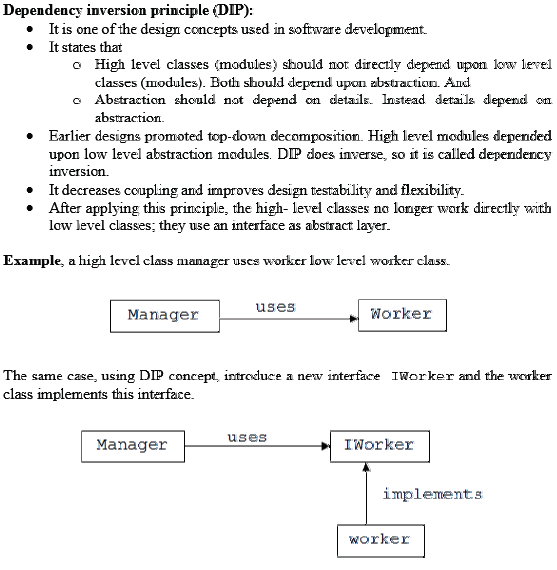 Dependency inversion principle (DIP):
• It is one of the design concepts used in software development.
• It states that
o High level classes (modules) should not directly depend upon low level
classes (modules). Both should depend upon abstraction. And
o Abstraction should not depend on details. Instead details depend on
abstraction.
• Earlier designs promoted top-down decomposition. High level modules depended
upon low level abstraction modules. DIP does inverse, so it is called dependency
inversion.
• It decreases coupling and improves design testability and flexibility.
• After applying this principle, the high- level classes no longer work directly with
low level classes; they use an interface as abstract layer.
Example, a high level class manager uses worker low level worker class.
Manager uses Worker
The same case, using DIP concept, introduce a new interface IWorker and the worker
class implements this interface.
Manager uses IWorker
implements
worker